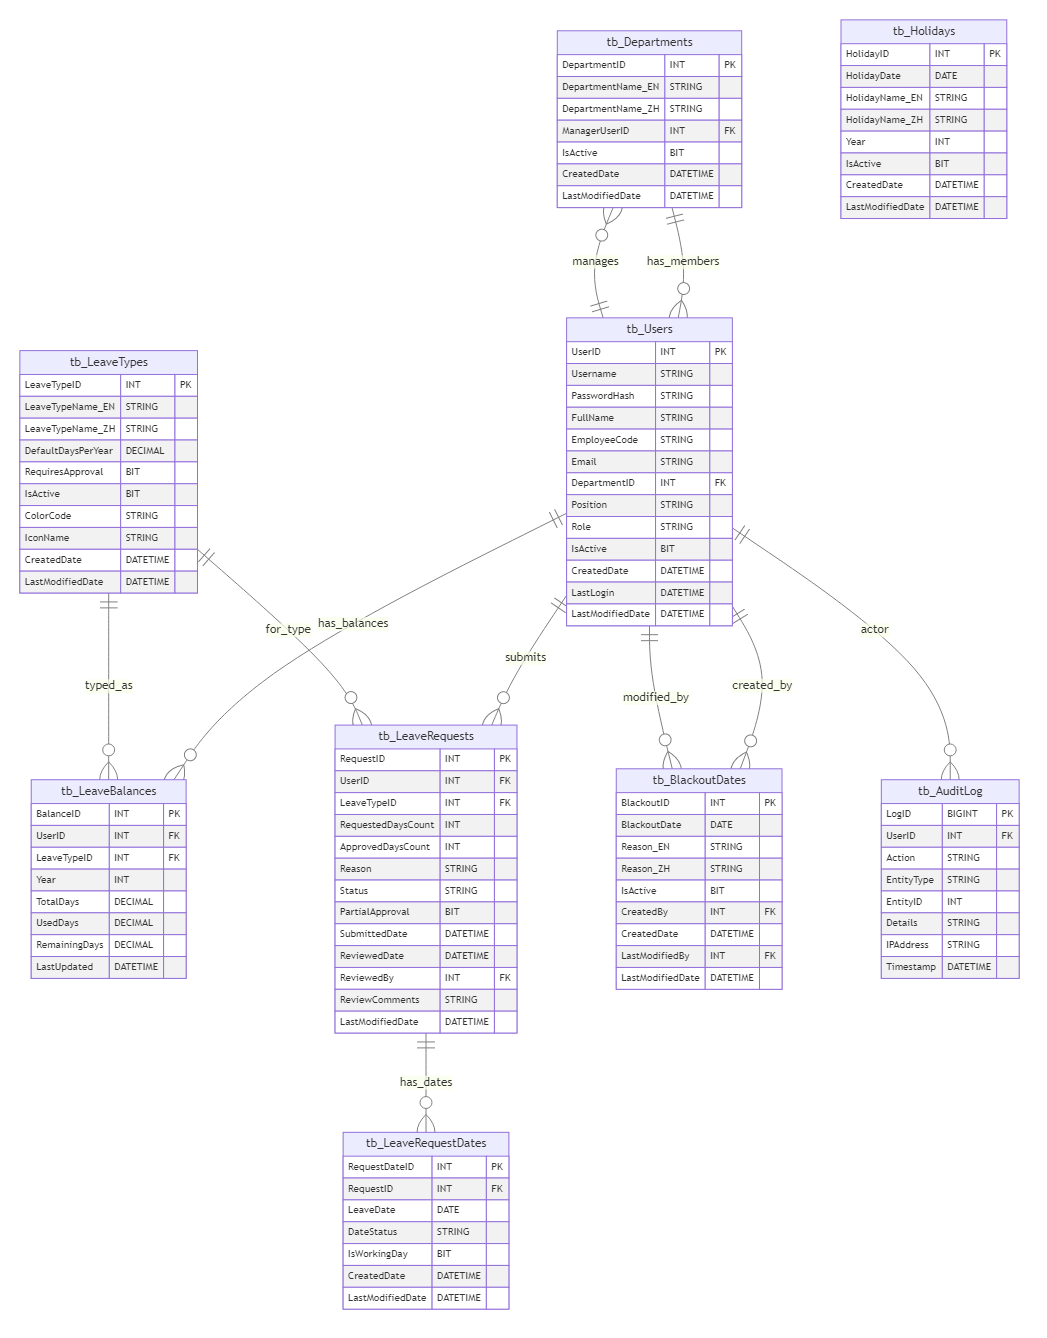 tb_Departments
DepartmentID INT PK
DepartmentName_EN STRING
DepartmentName_ZH STRING
ManagerUserID INT FK
IsActive BIT
CreatedDate DATETIME
LastModifiedDate DATETIME
tb_Holidays
HolidayID INT PK
HolidayDate DATE
HolidayName_EN STRING
HolidayName_ZH STRING
Year INT
IsActive BIT
CreatedDate DATETIME
LastModifiedDate DATETIME
manages
has_members
tb_Users
UserID INT PK
Username STRING
PasswordHash STRING
FullName STRING
EmployeeCode STRING
Email STRING
DepartmentID INT FK
Position STRING
Role STRING
IsActive BIT
CreatedDate DATETIME
LastLogin DATETIME
LastModifiedDate DATETIME
tb_LeaveTypes
LeaveTypeID INT PK
LeaveTypeName_EN STRING
LeaveTypeName_ZH STRING
DefaultDaysPerYear DECIMAL
RequiresApproval BIT
IsActive BIT
ColorCode STRING
IconName STRING
CreatedDate DATETIME
LastModifiedDate DATETIME
for_type
has_balances
submits
actor
typed_as
modified_by
created_by
tb_LeaveBalances
BalanceID INT PK
UserID INT FK
LeaveTypeID INT FK
Year INT
TotalDays DECIMAL
UsedDays DECIMAL
RemainingDays DECIMAL
LastUpdated DATETIME
tb_LeaveRequests
RequestID INT PK
UserID INT FK
LeaveTypeID INT FK
RequestedDaysCount INT
ApprovedDaysCount INT
Reason STRING
Status STRING
PartialApproval BIT
SubmittedDate DATETIME
ReviewedDate DATETIME
ReviewedBy INT FK
ReviewComments STRING
LastModifiedDate DATETIME
tb_BlackoutDates
BlackoutID INT PK
BlackoutDate DATE
Reason_EN STRING
Reason_ZH STRING
IsActive BIT
CreatedBy INT FK
CreatedDate DATETIME
LastModifiedBy INT FK
LastModifiedDate DATETIME
tb_AuditLog
LogID BIGINT PK
UserID INT FK
Action STRING
EntityType STRING
EntityID INT
Details STRING
IPAddress STRING
Timestamp DATETIME
has_dates
tb_LeaveRequestDates
RequestDateID INT PK
RequestID INT FK
LeaveDate DATE
DateStatus STRING
IsWorkingDay BIT
CreatedDate DATETIME
LastModifiedDate DATETIME